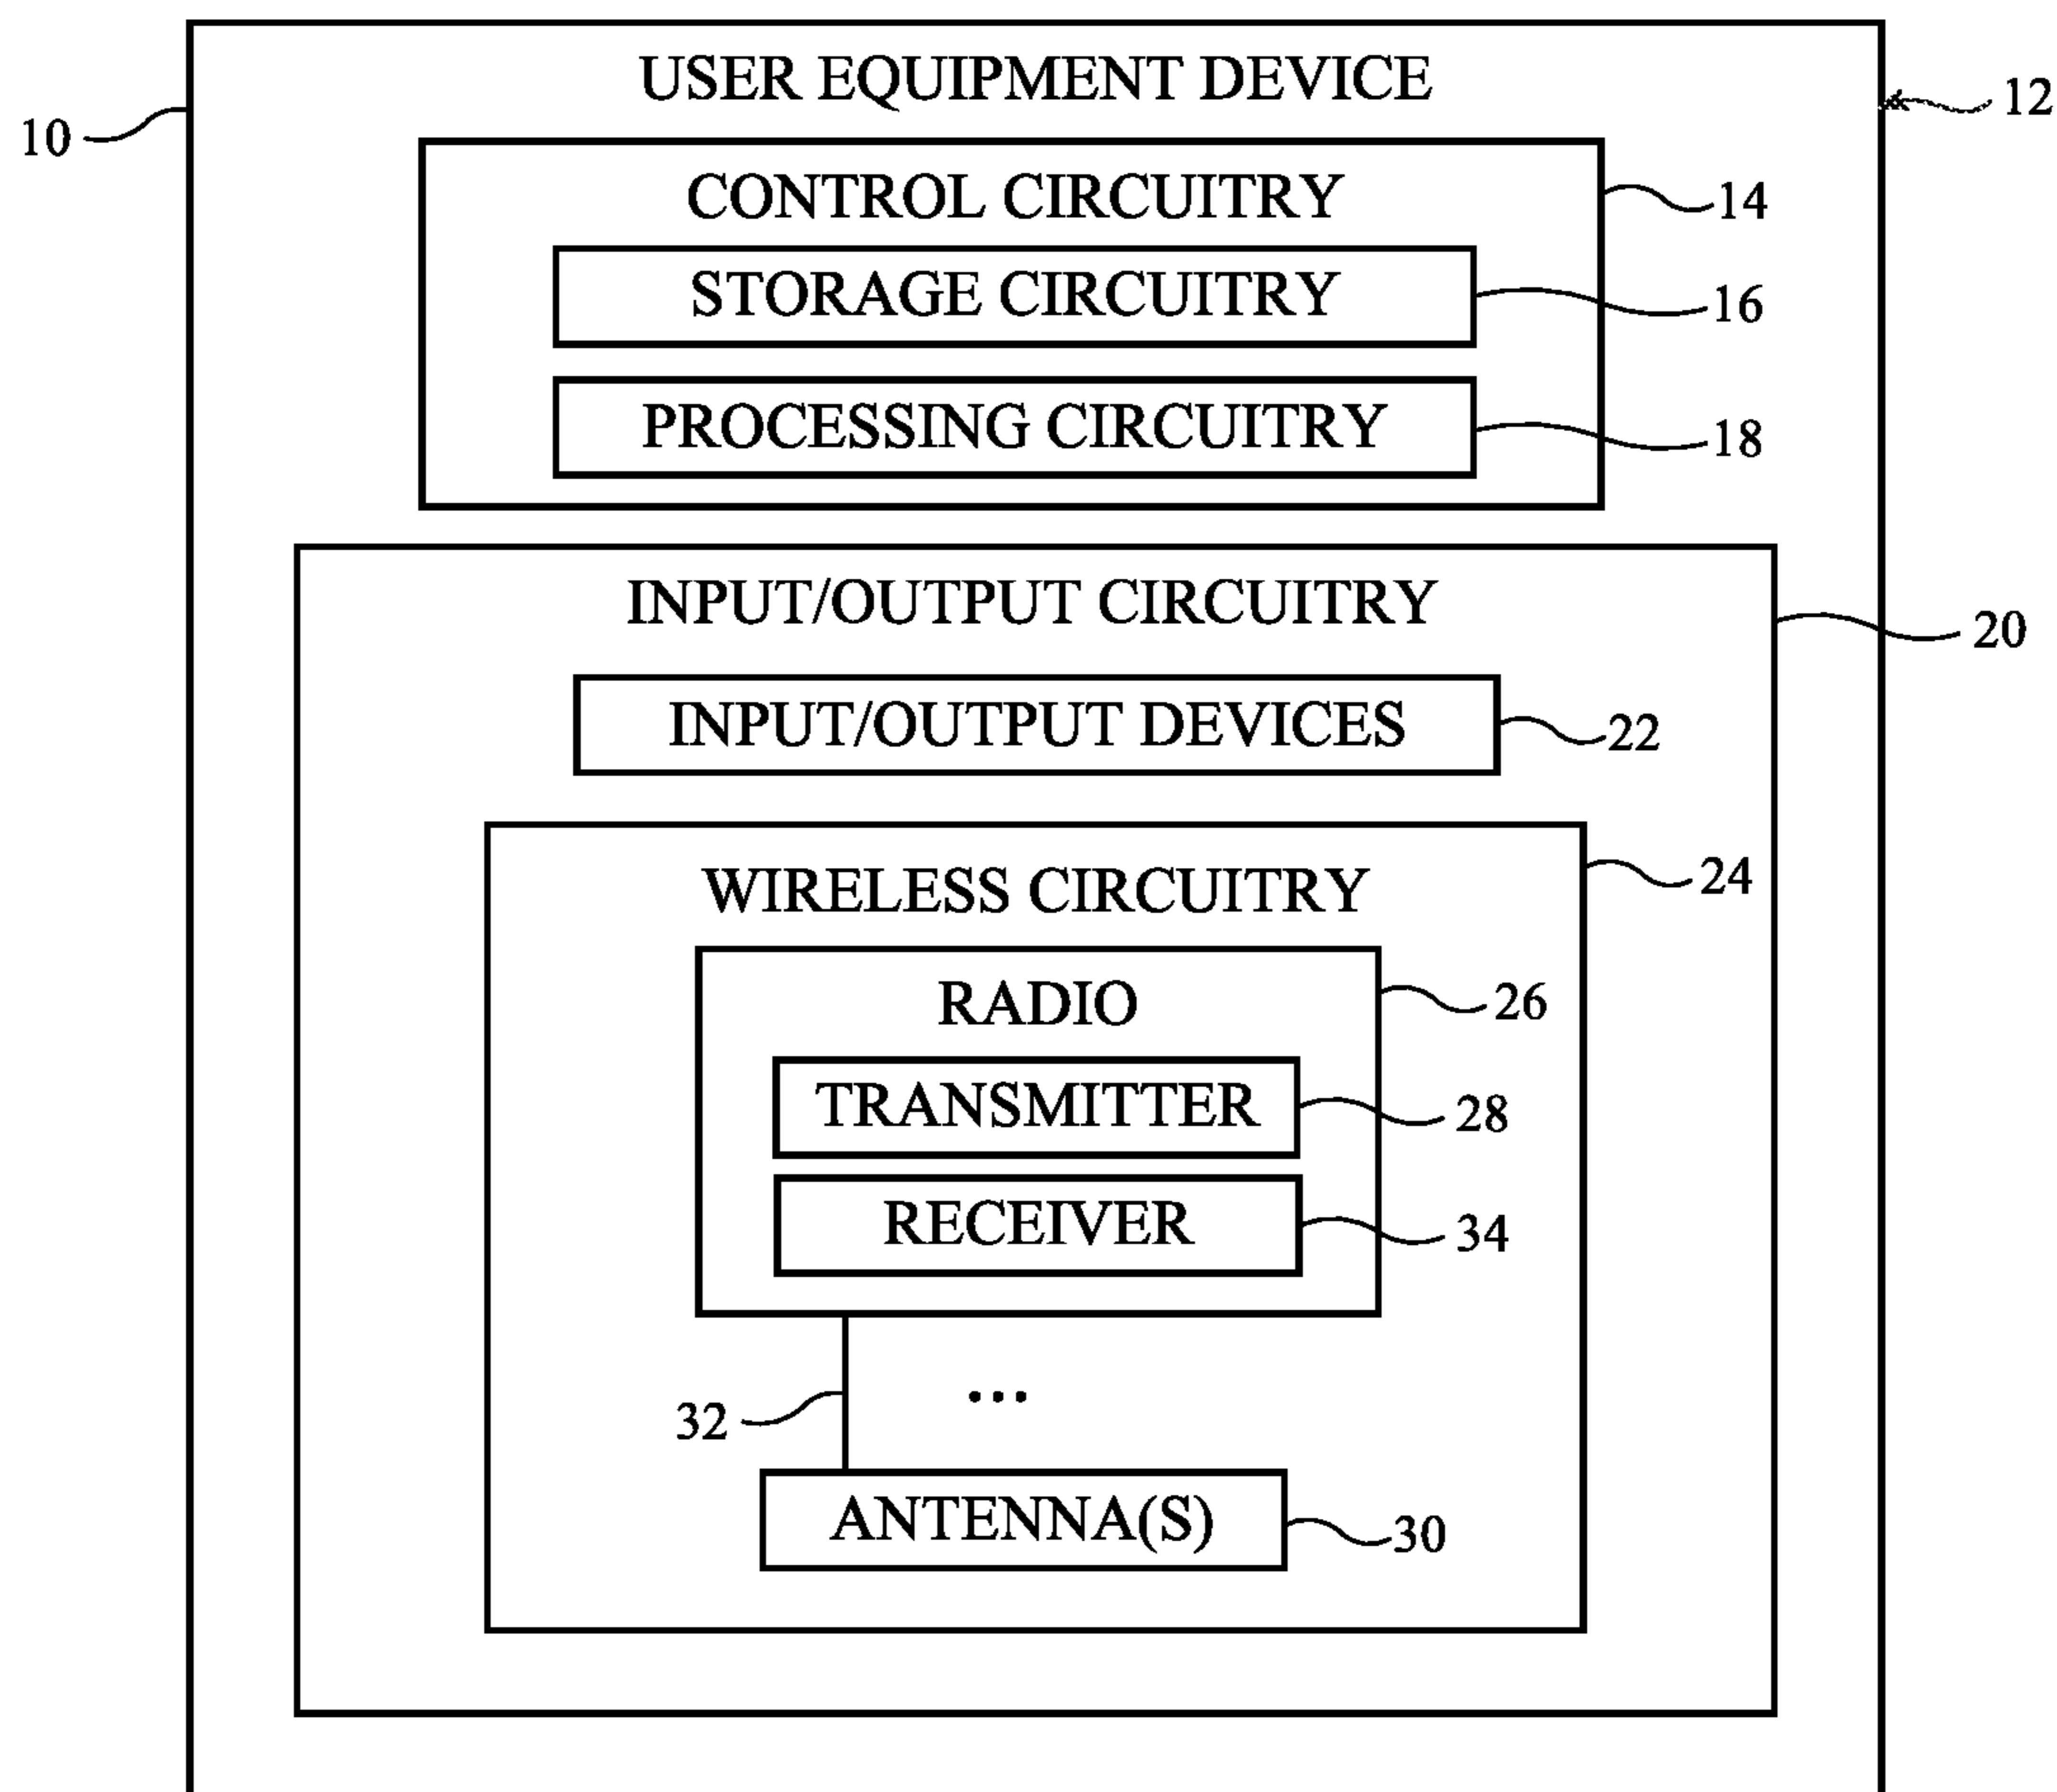 USER EQUIPMENT DEVICE
10
12
CONTROL CIRCUITRY
14
STORAGE CIRCUITRY
16
PROCESSING CIRCUITRY
18
INPUT/OUTPUT CIRCUITRY
20
INPUT/OUTPUT DEVICES
22
WIRELESS CIRCUITRY
24
RADIO
26
TRANSMITTER
28
RECEIVER
34
...
32
ANTENNA(S)
30